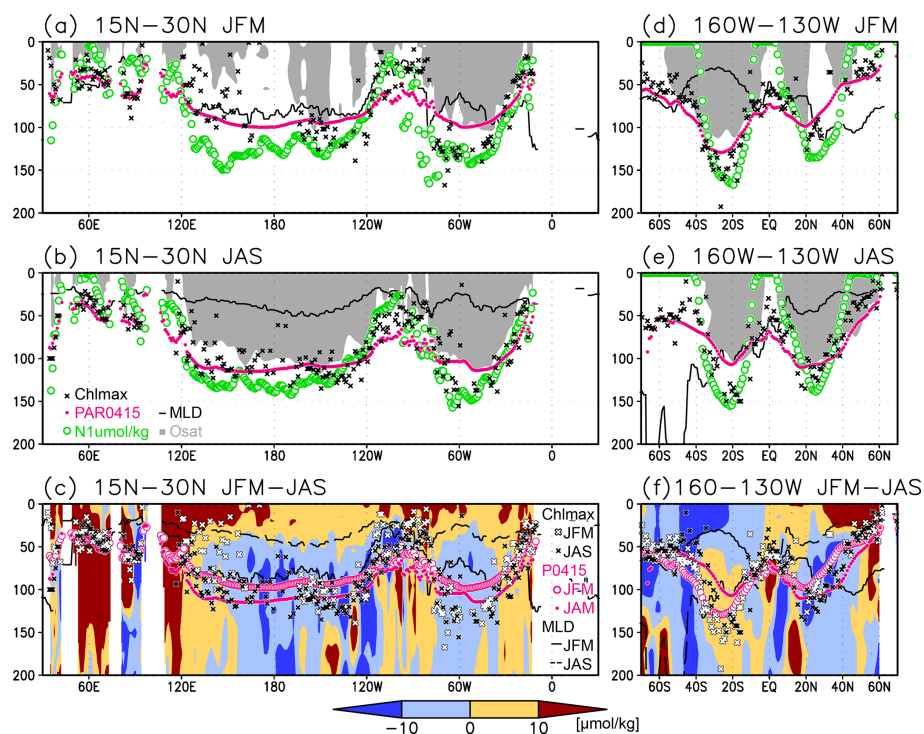 (a) 15N−30N JFM
(d) 160W−130W JFM
0
50
100
150
200
60E 120E 180 120W 60W 0
0
50
100
150
200
60S 40S 20S EQ 20N 40N 60N
(b) 15N−30N JAS
(e) 160W−130W JAS
0
50
100
150
200
Chlmax
PAR0415
MLD
N1umol/kg
Osat
60E 120E 180 120W 60W 0
0
50
100
150
200
60S 40S 20S EQ 20N 40N 60N
(c) 15N−30N JFM−JAS
(f)160−130W JFM−JAS
0
50
100
150
200
Chlmax
JFM
JAS
P0415
JFM
JAM
MLD
JFM
JAS
60E 120E 180 120W 60W 0
0
50
100
150
200
60S 40S 20S EQ 20N 40N 60N
−10 0 10 [μmol/kg]